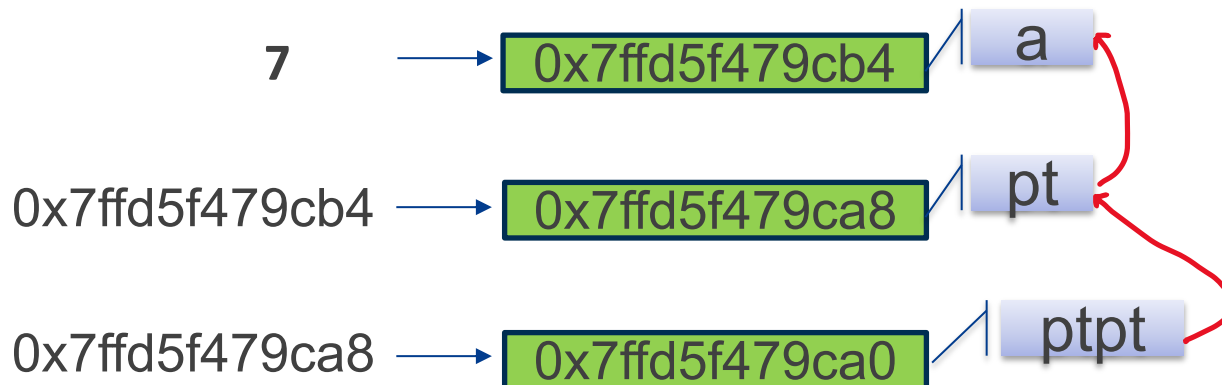 7 0x7ffd5f479cb4 a
0x7ffd5f479cb4 0x7ffd5f479ca8 pt
0x7ffd5f479ca8 0x7ffd5f479ca0 ptpt